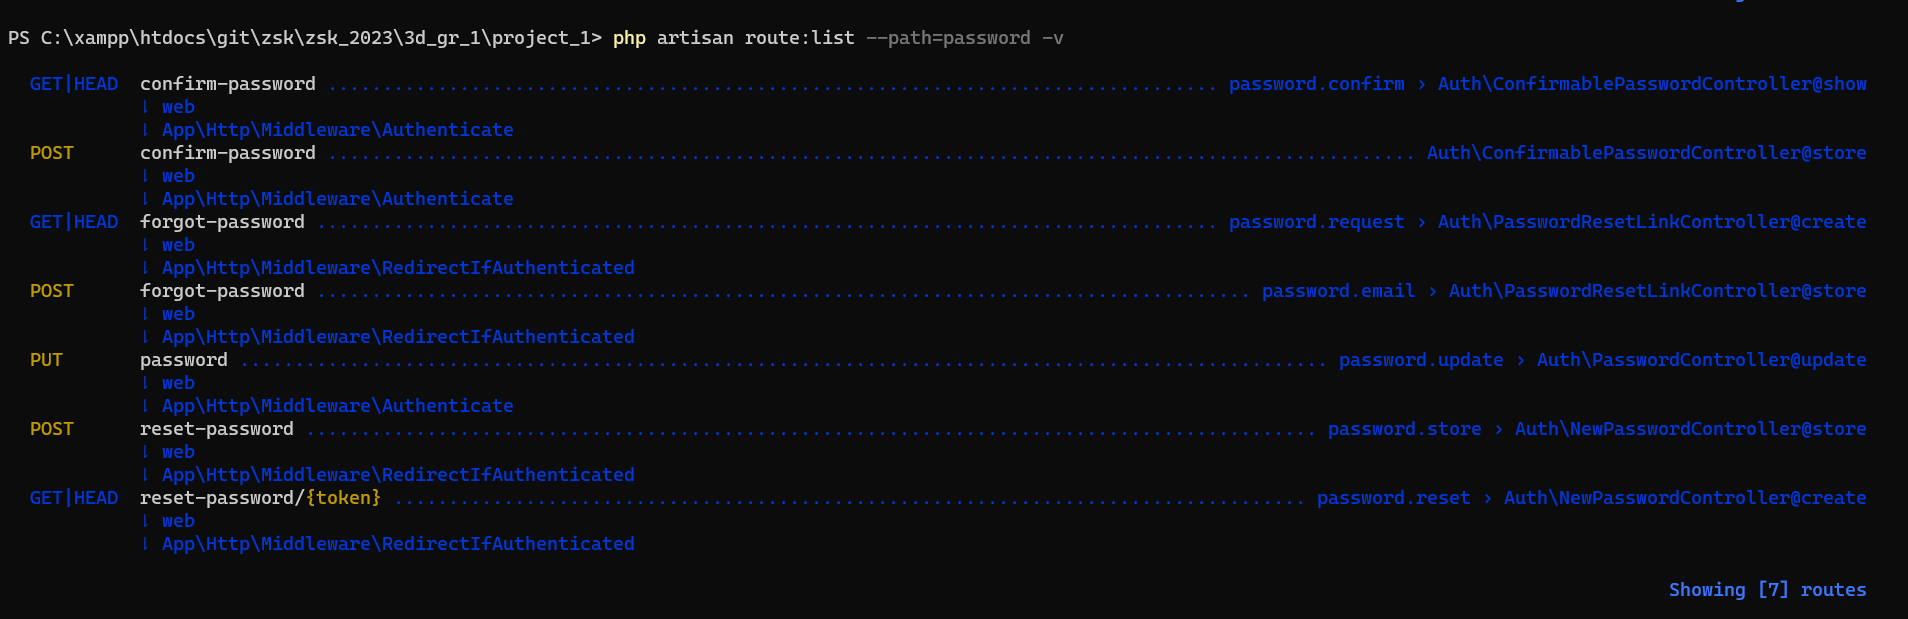 PS C:\xampp\htdocs\git\zsk\zsk_2023\3d_gr_1\project_1> php artisan route:list --path=password -v
GET|HEAD confirm-password ................................................................................. password.confirm › Auth\ConfirmablePasswordController@show
⇂ web
⇂ App\Http\Middleware\Authenticate
POST confirm-password ................................................................................................... Auth\ConfirmablePasswordController@store
⇂ web
⇂ App\Http\Middleware\Authenticate
GET|HEAD forgot-password .................................................................................. password.request › Auth\PasswordResetLinkController@create
⇂ web
⇂ App\Http\Middleware\RedirectIfAuthenticated
POST forgot-password ..................................................................................... password.email › Auth\PasswordResetLinkController@store
⇂ web
⇂ App\Http\Middleware\RedirectIfAuthenticated
PUT password ................................................................................................... password.update › Auth\PasswordController@update
⇂ web
⇂ App\Http\Middleware\Authenticate
POST reset-password ............................................................................................ password.store › Auth\NewPasswordController@store
⇂ web
⇂ App\Http\Middleware\RedirectIfAuthenticated
GET|HEAD reset-password/{token} ................................................................................... password.reset › Auth\NewPasswordController@create
⇂ web
⇂ App\Http\Middleware\RedirectIfAuthenticated
Showing [7] routes